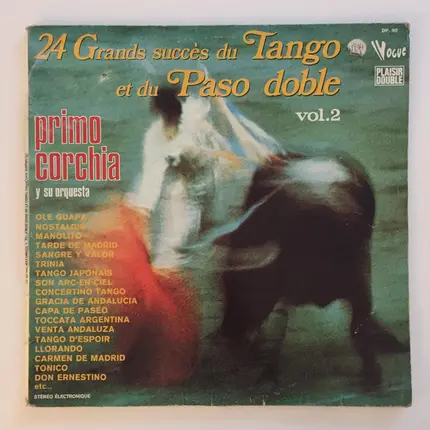 24 Grands succès du Tango
et du Paso doble
vol.2
DP. 60
Vogue
PLAISIR
DOUBLE
primo
corchia
y su orquesta
OLE GUAPA
NOSTALGIE
MANOLITO
TARDE DE MADRID
SANGRE Y VALOR
TRINIA
TANGO JAPONAIS
SON ARC-EN-CIEL
CONCERTINO TANGO
GRACIA DE ANDALUCIA
CAPA DE PASEO
TOCCATA ARGENTINA
VENTA ANDALUZA
TANGO D'ESPOIR
LLORANDO
CARMEN DE MADRID
TONICO
DON ERNESTINO
etc...
STÉRÉO ÉLECTRONIQUE